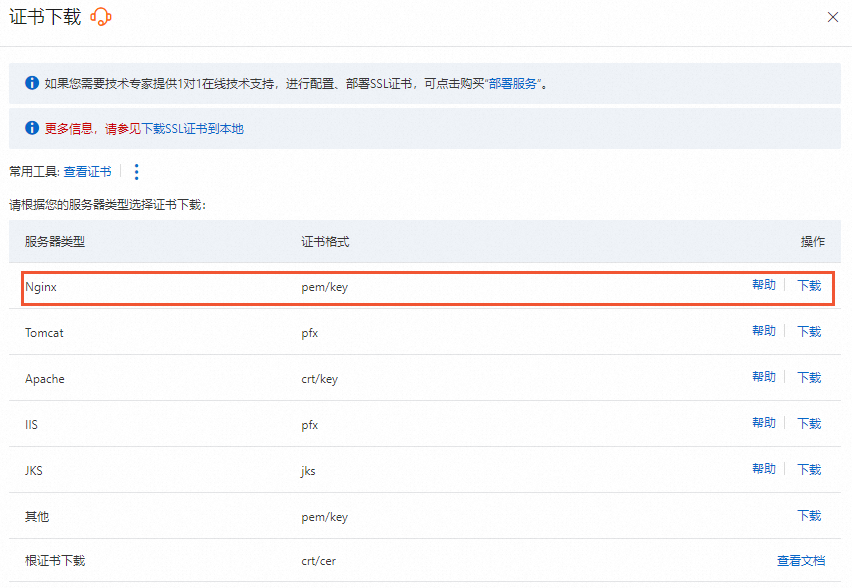 证书下载
如果您需要技术专家提供1对1在线技术支持，进行配置、部署SSL证书，可点击购买“部署服务”。
更多信息，请参见下载SSL证书到本地
常用工具: 查看证书
请根据您的服务器类型选择证书下载：
服务器类型 证书格式 操作
Nginx pem/key 帮助 下载
Tomcat pfx 帮助 下载
Apache crt/key 帮助 下载
IIS pfx 帮助 下载
JKS jks 帮助 下载
其他 pem/key 下载
根证书下载 crt/cer 查看文档